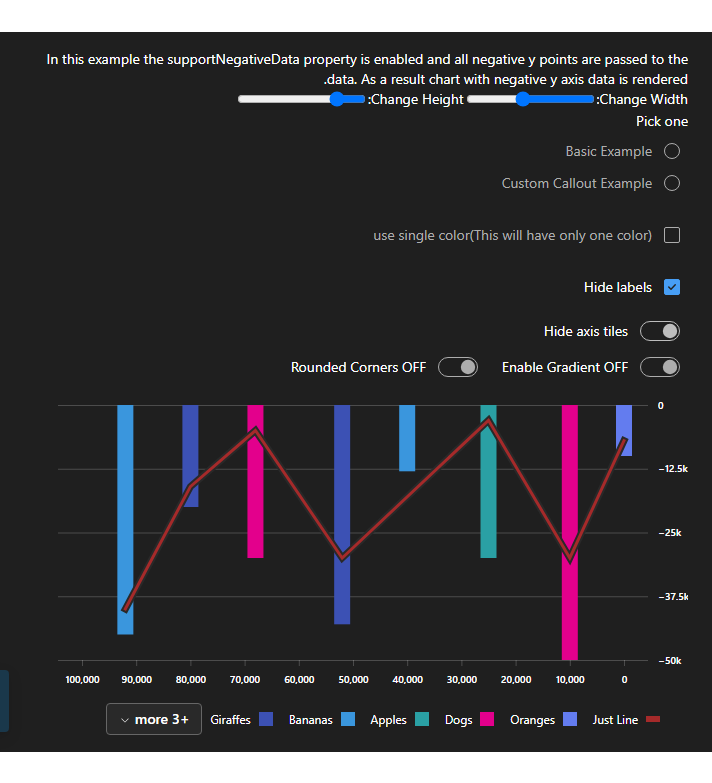 In this example the supportNegativeData property is enabled and all negative y points are passed to the
.data. As a result chart with negative y axis data is rendered
:Change Height :Change Width
Pick one
Basic Example
Custom Callout Example
use single color(This will have only one color)
Hide labels
Hide axis tiles
Rounded Corners OFF Enable Gradient OFF
0
−12.5k
−25k
−37.5k
−50k
100,000 90,000 80,000 70,000 60,000 50,000 40,000 30,000 20,000 10,000 0
more 3+ Giraffes Bananas Apples Dogs Oranges Just Line